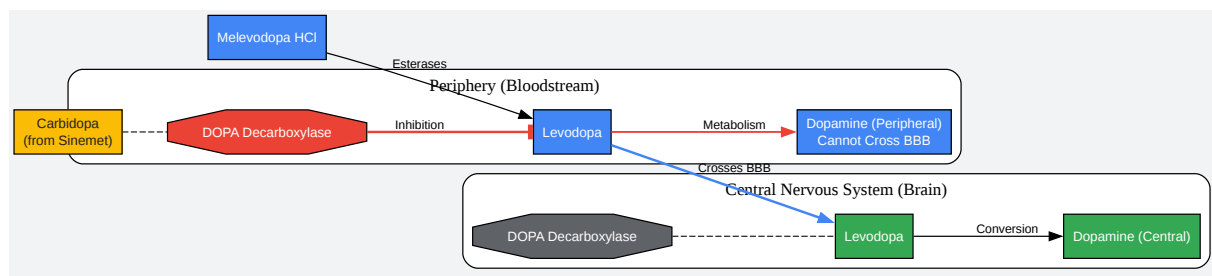 Melevodopa HCl
Esterases
Periphery (Bloodstream)
Carbidopa
(from Sinemet)
DOPA Decarboxylase
Inhibition
Levodopa
Metabolism
Dopamine (Peripheral)
Cannot Cross BBB
Crosses BBB
Central Nervous System (Brain)
DOPA Decarboxylase
Levodopa
Conversion
Dopamine (Central)